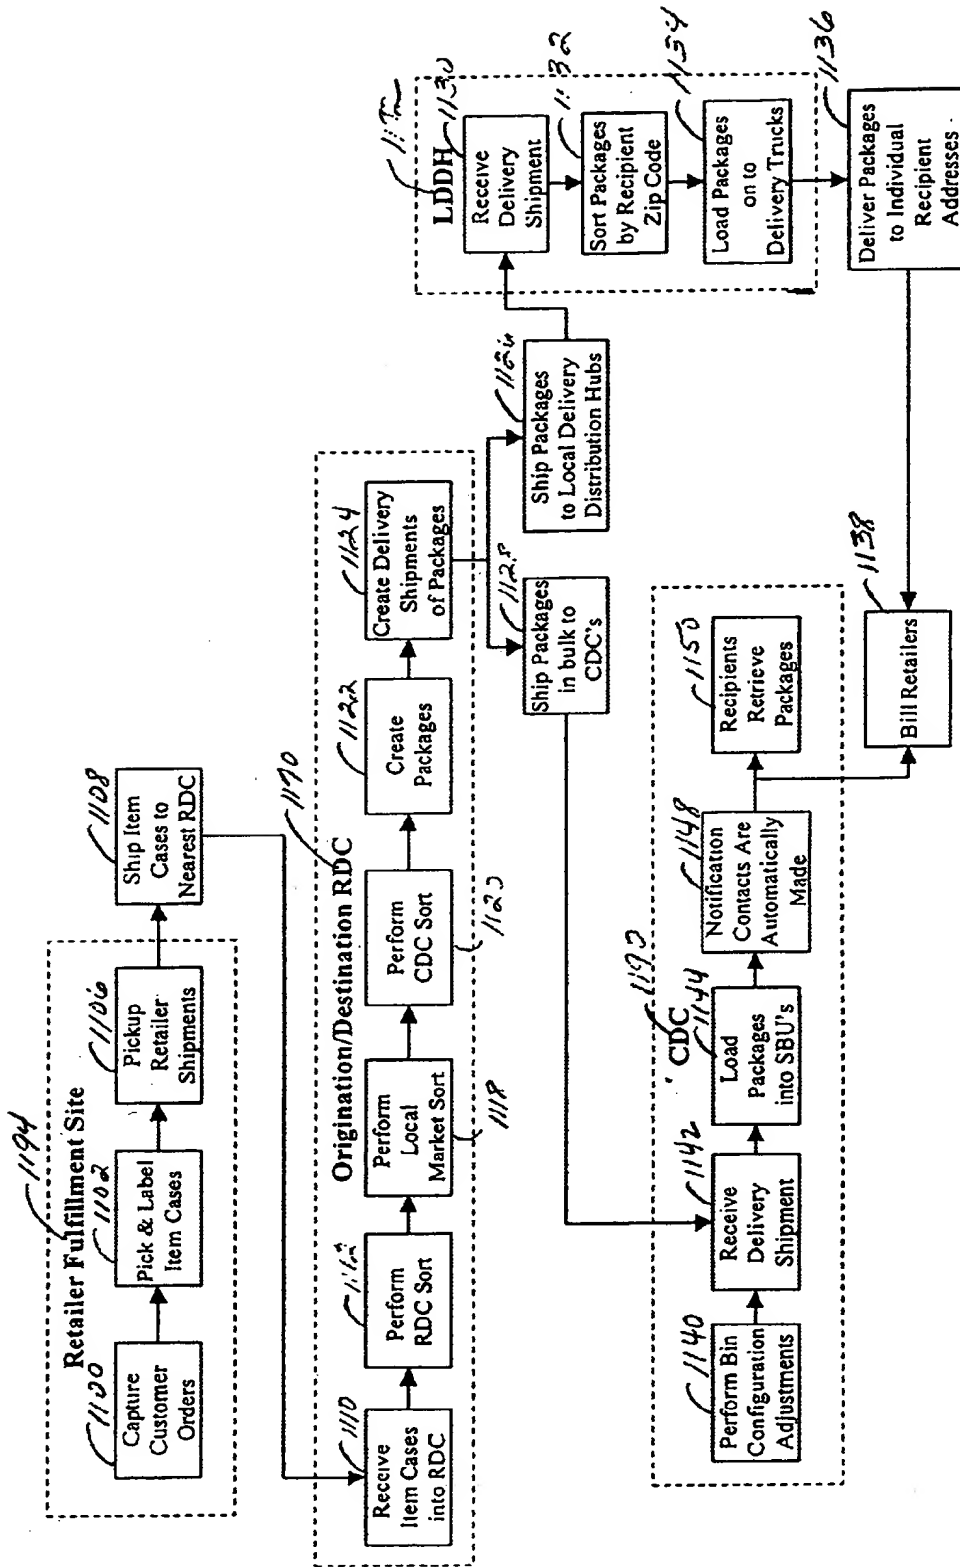 Retailer Fulfillment Site
1194
1100
Capture
Customer
Orders
1102
Pick & Label
Item Cases
1106
Pickup
Retailer
Shipments
1108
Ship Item
Cases to
Nearest RDC
Origination/Destination RDC
1170
1110
Receive
Item Cases
into RDC
Perform
RDC Sort
Perform
Local
Market Sort
1118
Perform
CDC Sort
1120
1122
Create
Packages
1124
Create Delivery
Shipments
of Packages
1128
Ship Packages
in bulk to
CDC's
1126
Ship Packages
to Local Delivery
Distribution Hubs
LDDH
1130
Receive
Delivery
Shipment
1132
Sort Packages
by Recipient
Zip Code
1134
Load Packages
on to
Delivery Trucks
1136
Deliver Packages
to Individual
Recipient
Addresses
CDC
1140
Perform Bin
Configuration
Adjustments
1142
Receive
Delivery
Shipment
1144
Load
Packages
into SBU's
1148
Notification
Contacts Are
Automatically
Made
1150
Recipients
Retrieve
Packages
1138
Bill Retailers